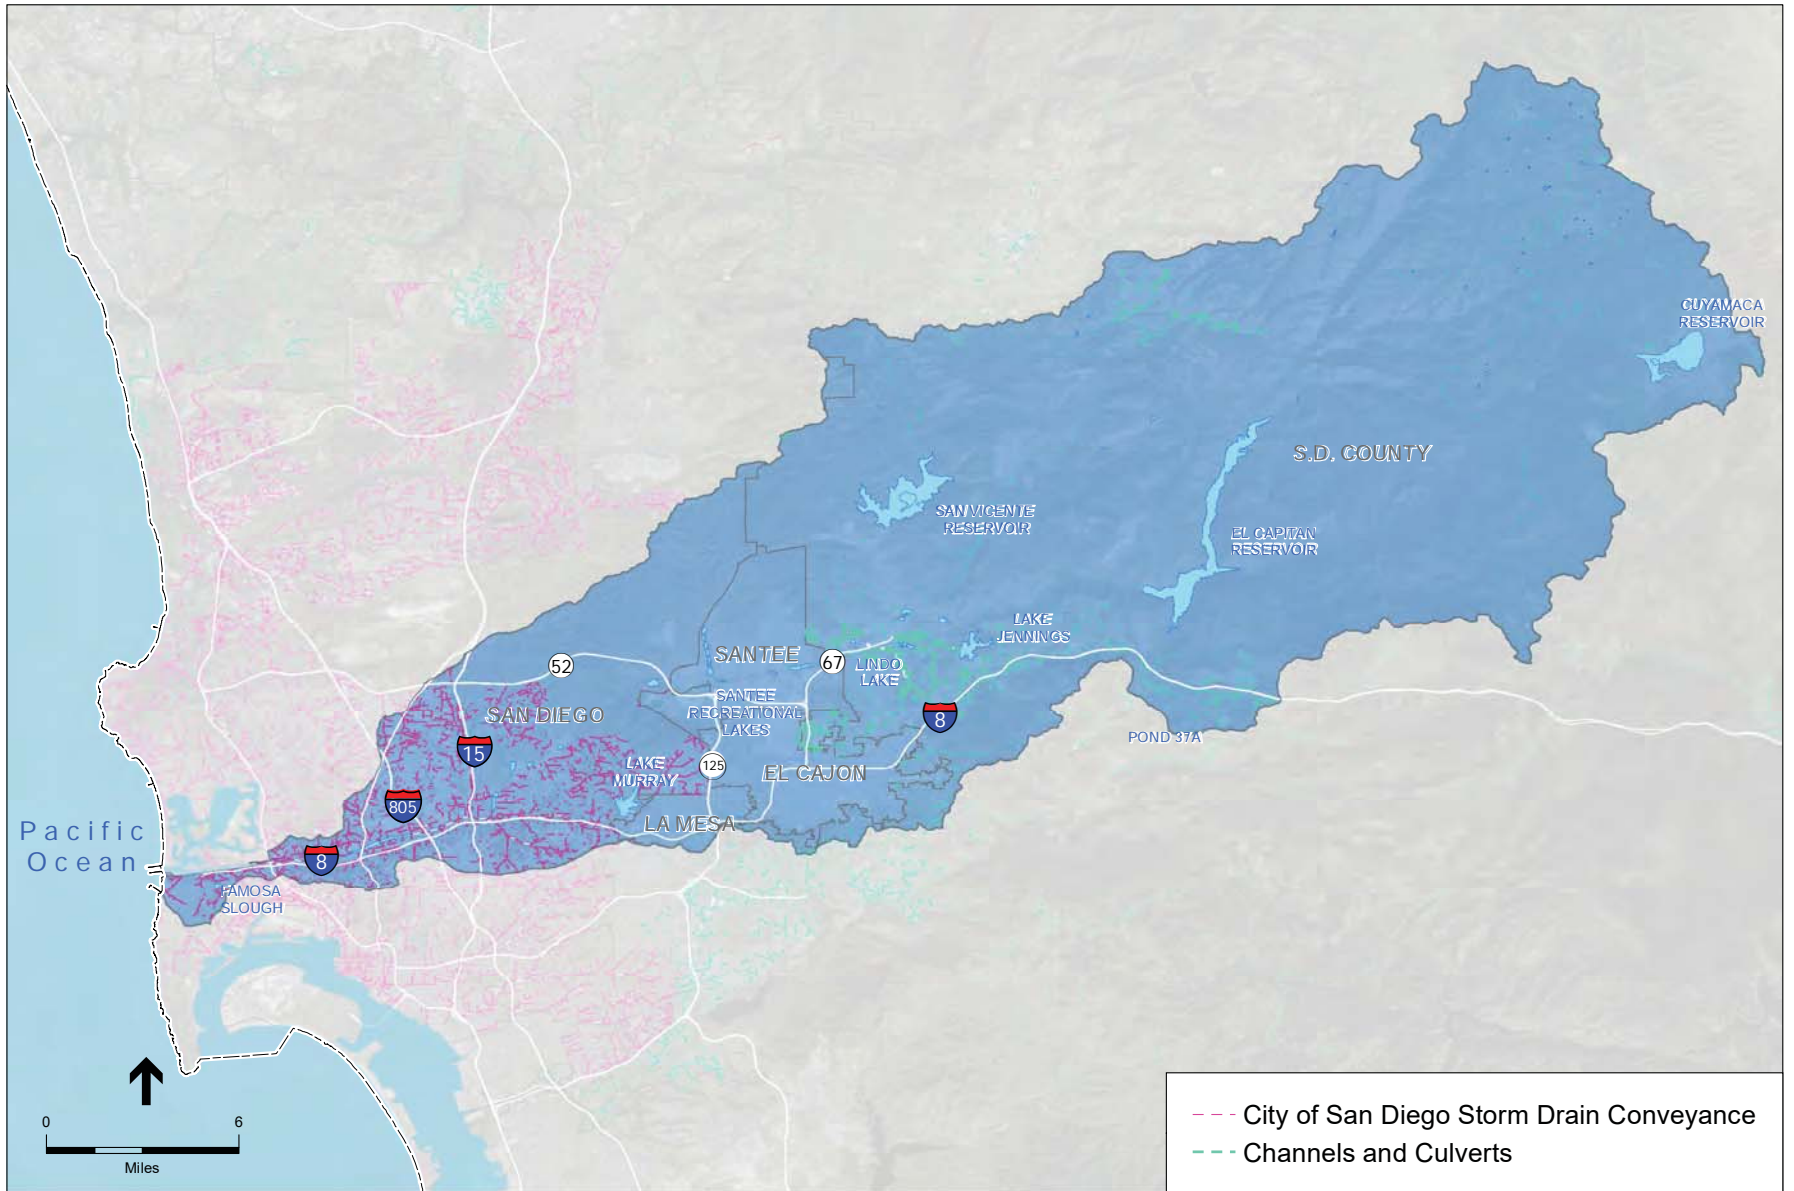 CUYAMACA
RESERVOIR
S.D. COUNTY
SAN VICENTE
RESERVOIR
EL CAPITAN
RESERVOIR
LAKE
JENNINGS
SANTEE
67
52
LINDO
LAKE
SANTEE
RECREATIONAL
LAKES
SAN DIEGO
8
POND 37A
15
LAKE
MURRAY
125
EL CAJON
805
LA MESA
Pacific
Ocean
8
FAMOSA
SLOUGH
0 6
Miles
City of San Diego Storm Drain Conveyance
Channels and Culverts